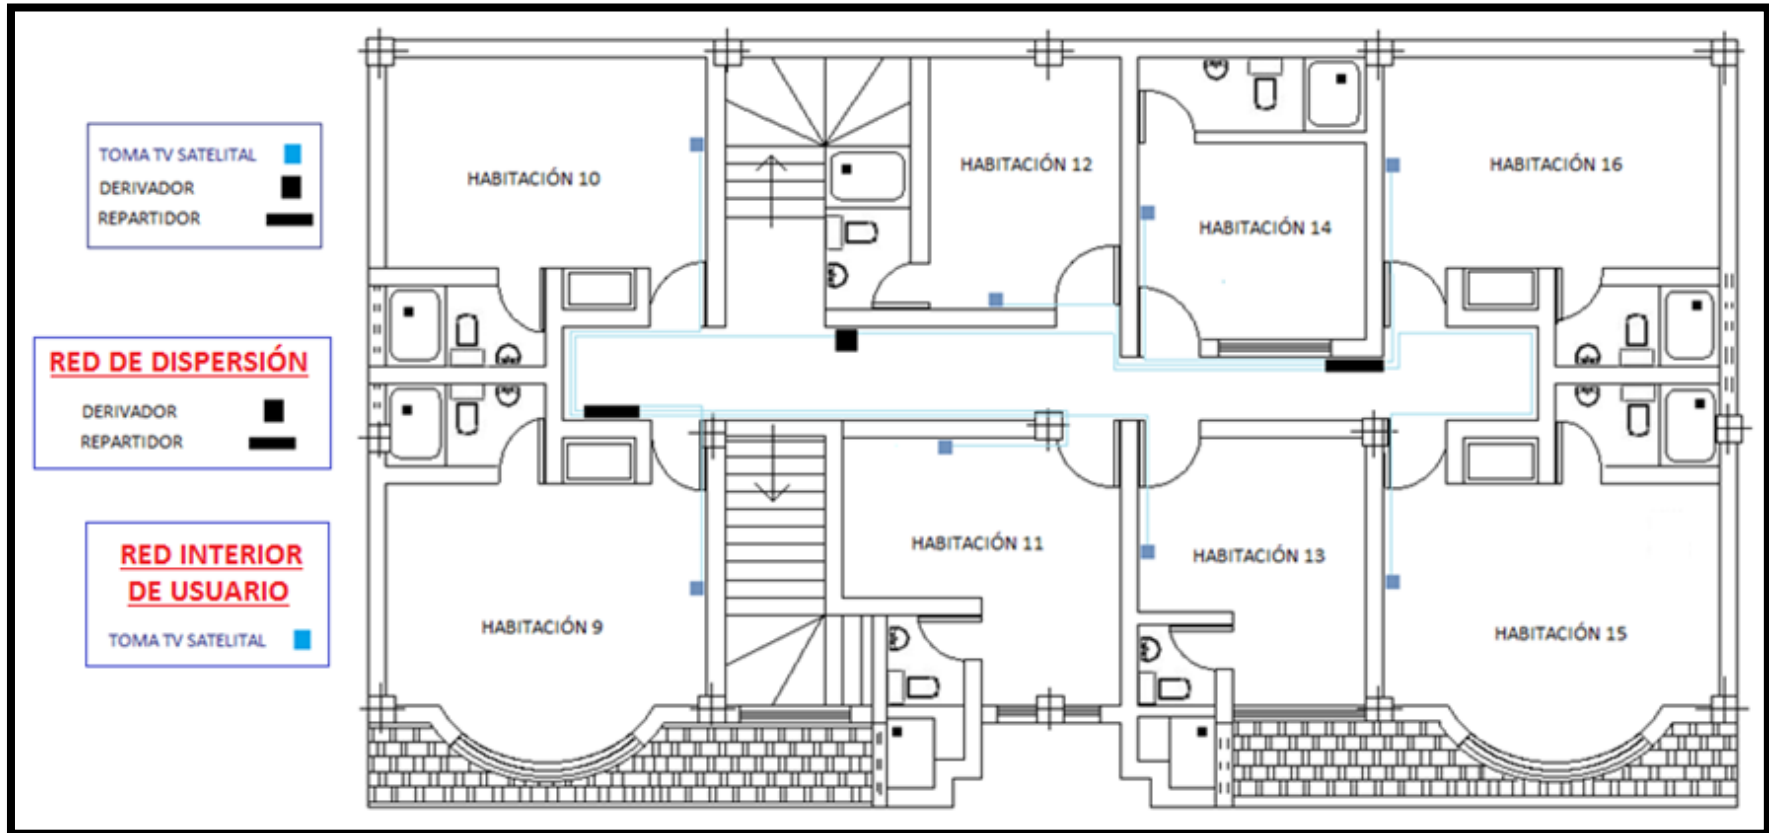 TOMA TV SATELITAL
DERIVADOR
REPARTIDOR
RED DE DISPERSIÓN
DERIVADOR
REPARTIDOR
RED INTERIOR
DE USUARIO
TOMA TV SATELITAL
HABITACIÓN 10
HABITACIÓN 12
HABITACIÓN 14
HABITACIÓN 16
HABITACIÓN 9
HABITACIÓN 11
HABITACIÓN 13
HABITACIÓN 15